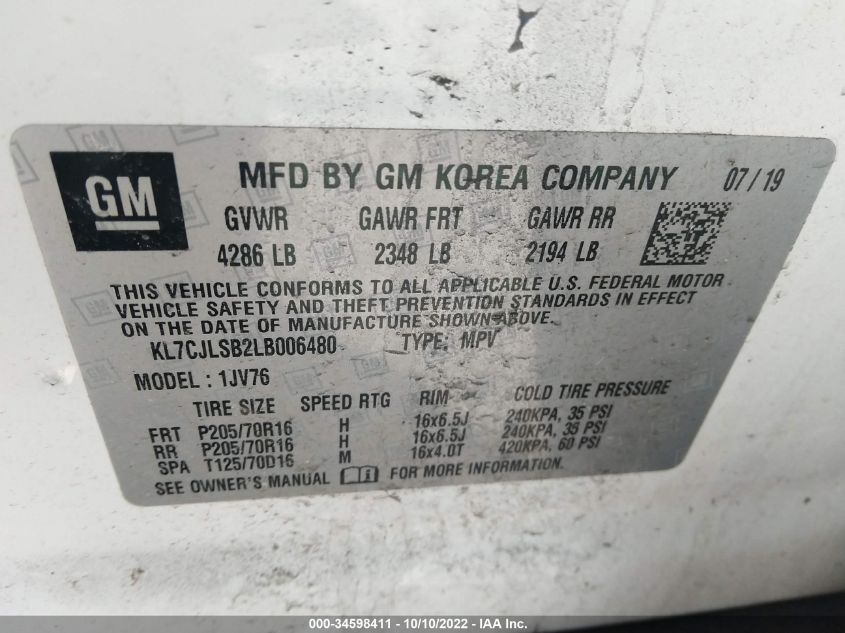 GM
MFD BY GM KOREA COMPANY 07/19
GVWR GAWR FRT GAWR RR
4286 LB 2348 LB 2194 LB
THIS VEHICLE CONFORMS TO ALL APPLICABLE U.S. FEDERAL MOTOR
VEHICLE SAFETY AND THEFT PREVENTION STANDARDS IN EFFECT
ON THE DATE OF MANUFACTURE SHOWN ABOVE.
KL7CJLSB2LB006480 TYPE: MPV
MODEL: 1JV76
TIRE SIZE SPEED RTG RIM COLD TIRE PRESSURE
FRT P205/70R16 H 16x6.5J 240KPA, 35 PSI
RR P205/70R16 H 16x6.5J 240KPA, 35 PSI
SPA T125/70D16 M 16x4.0T 420KPA, 60 PSI
SEE OWNER'S MANUAL FOR MORE INFORMATION.
000-34598411 - 10/10/2022 - IAA Inc.